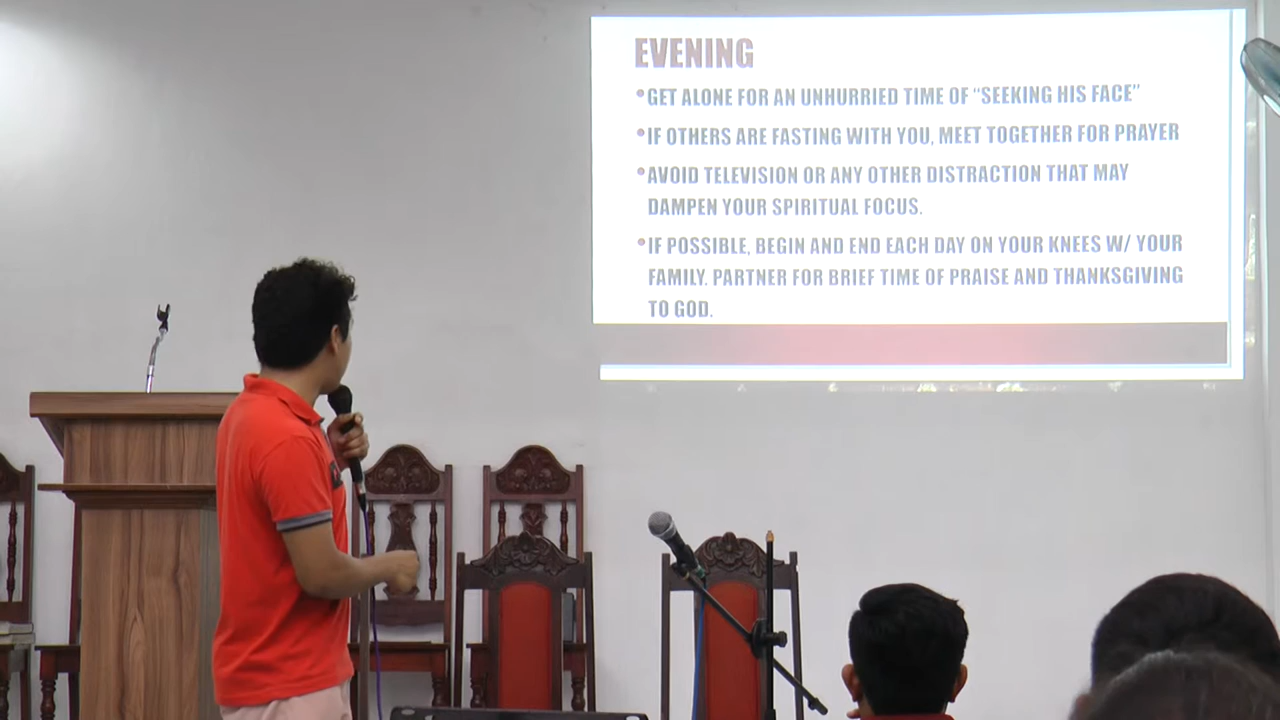 EVENING
•GET ALONE FOR AN UNHURRIED TIME OF “SEEKING HIS FACE”
•IF OTHERS ARE FASTING WITH YOU, MEET TOGETHER FOR PRAYER
•AVOID TELEVISION OR ANY OTHER DISTRACTION THAT MAY
DAMPEN YOUR SPIRITUAL FOCUS.
•IF POSSIBLE, BEGIN AND END EACH DAY ON YOUR KNEES W/ YOUR
FAMILY. PARTNER FOR BRIEF TIME OF PRAISE AND THANKSGIVING
TO GOD.